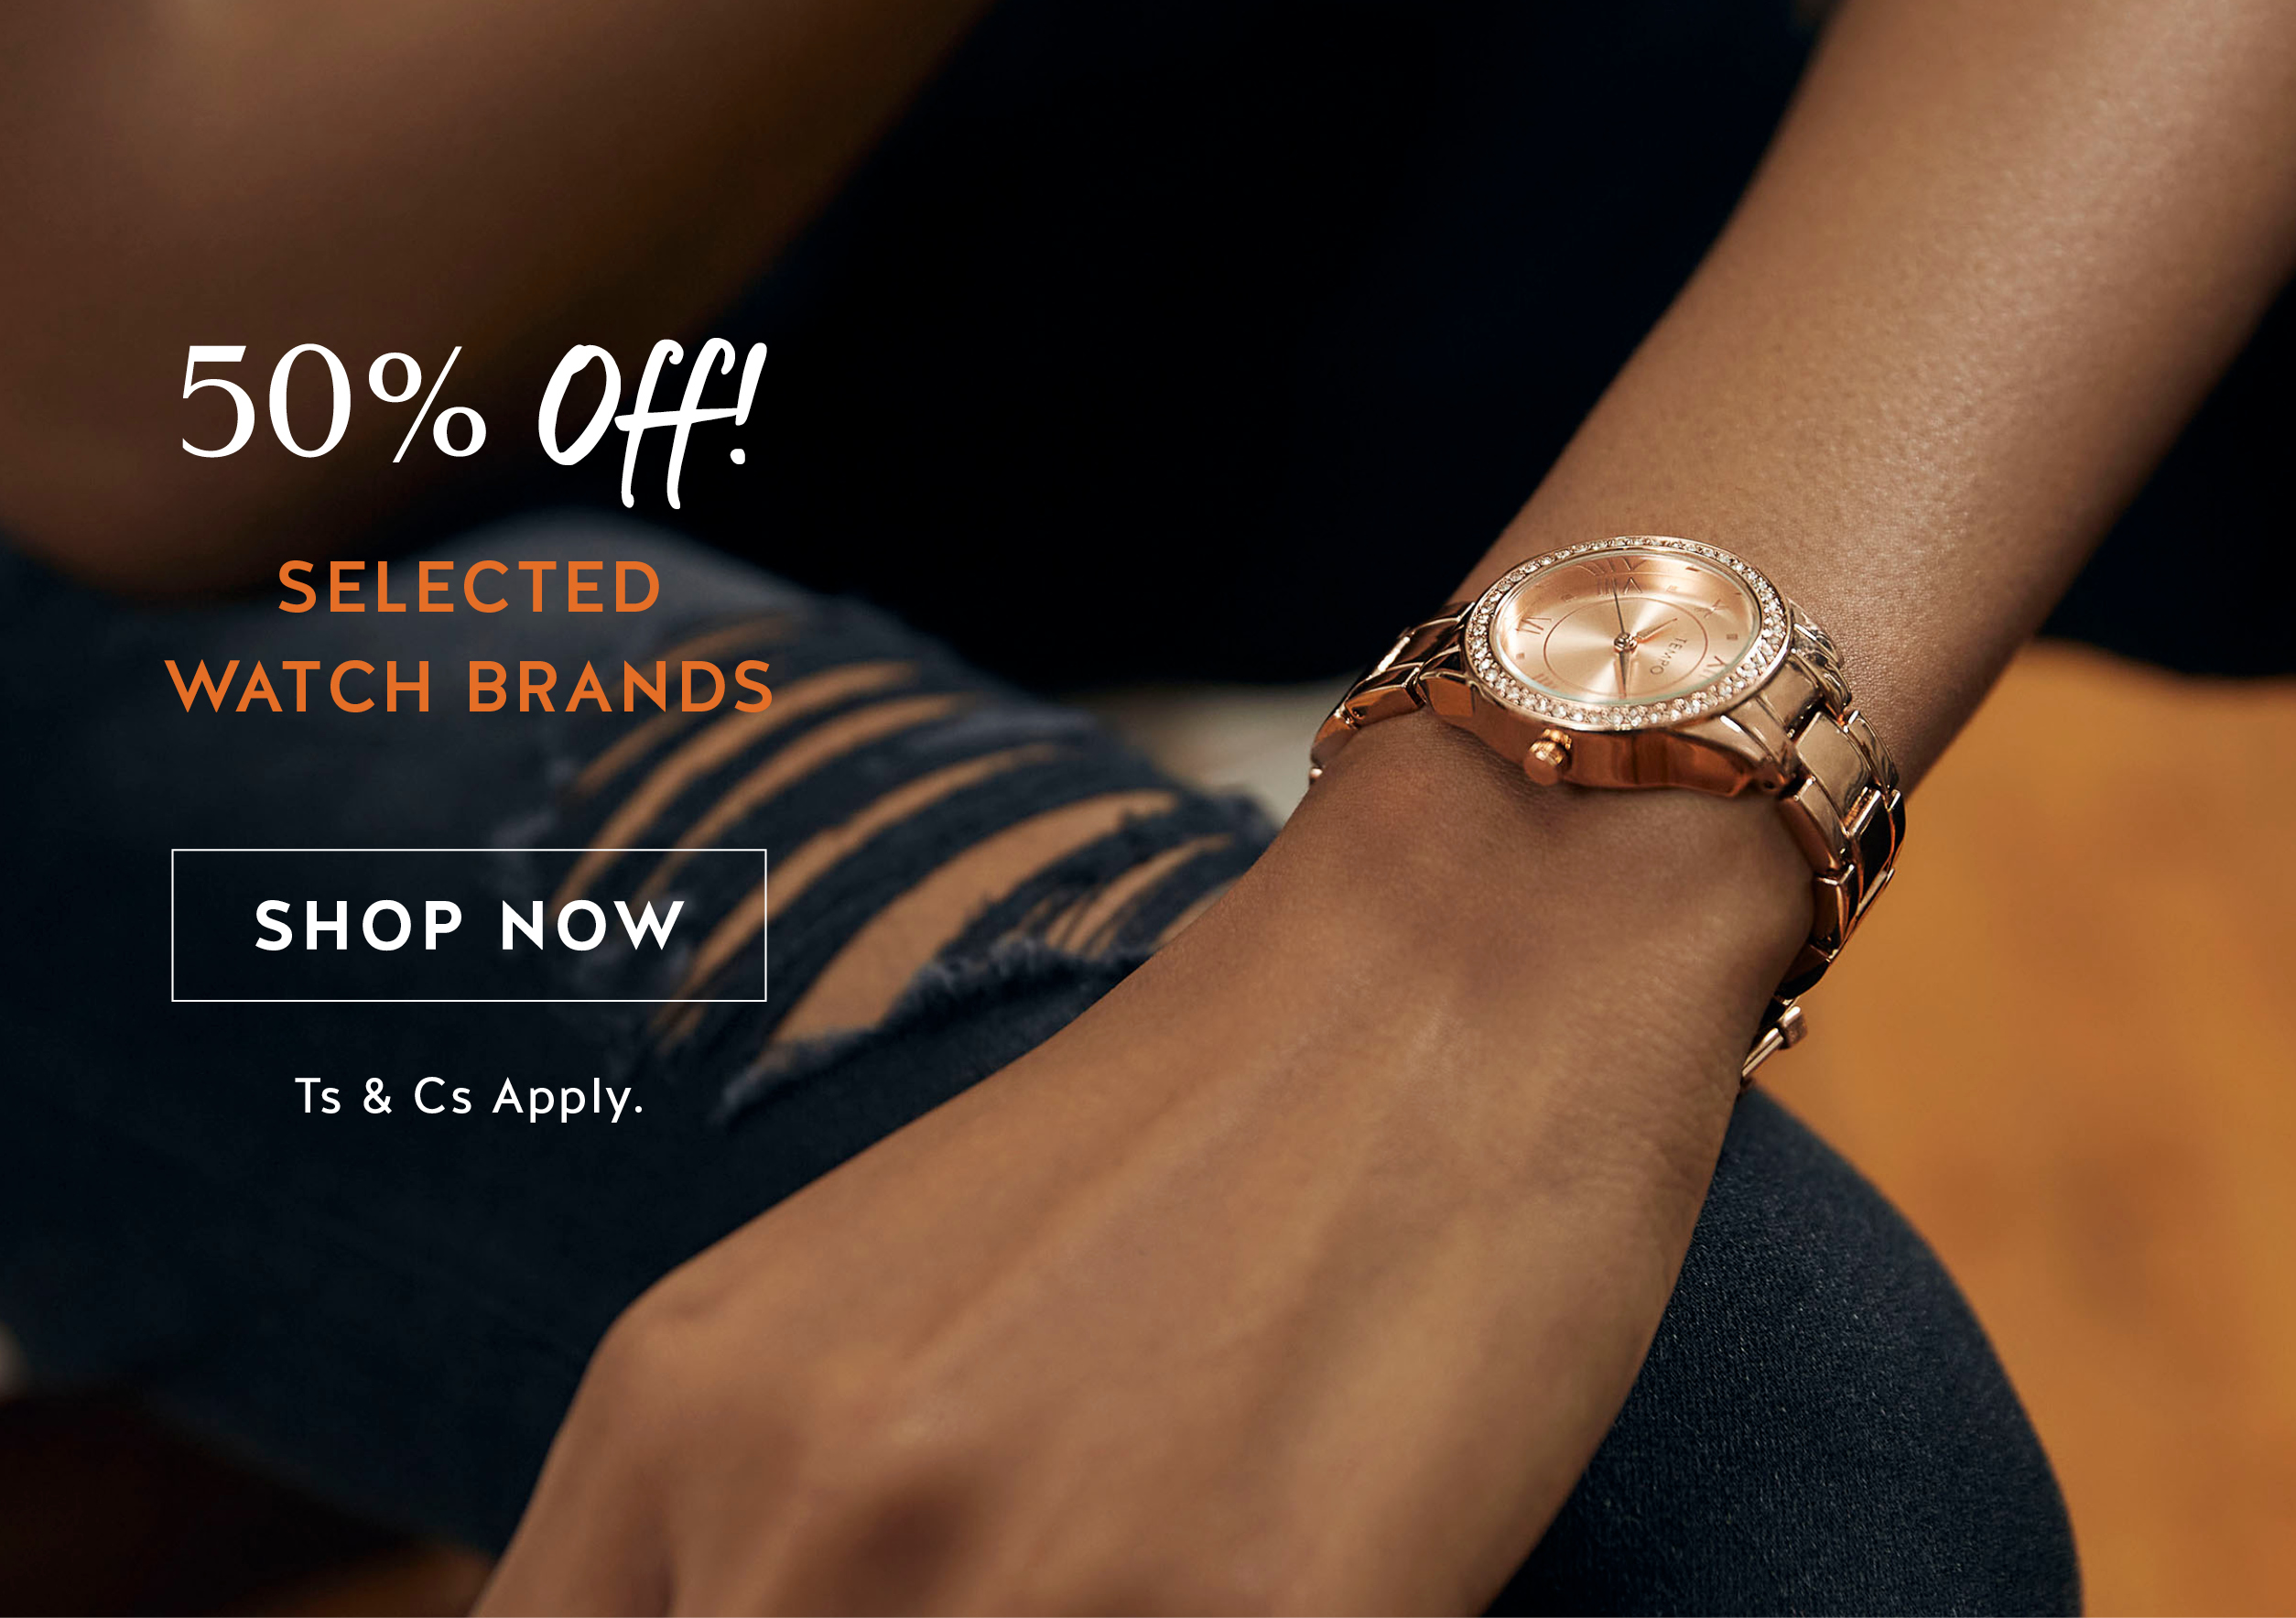 50% Off!
SELECTED
WATCH BRANDS
SHOP NOW
Ts & Cs Apply.
TEMPO